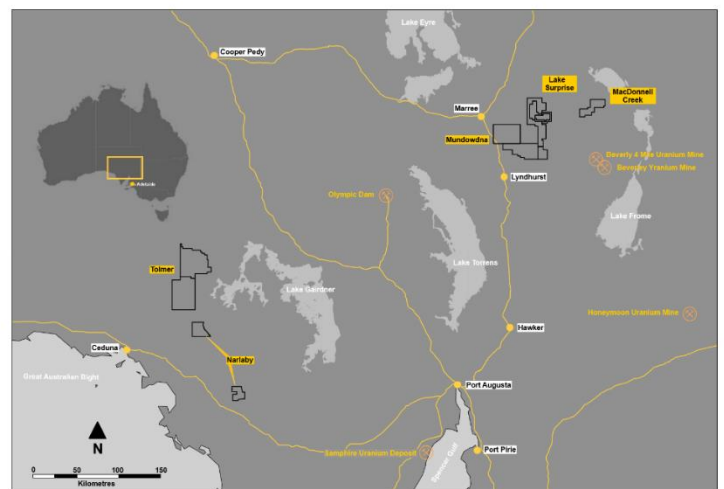 Lake Eyre
Cooper Pedy
Lake
Surprise
MacDonnell
Creek
Marree
Mundowdna
Beverly 4 Mile Uranium Mine
Beverley Yranium Mine
Lyndhurst
Olympic Dam
Lake Frome
Lake Torrens
Tolmer
Lake Gairdner
Honeymoon Uranium Mine
Hawker
Ceduna
Narlaby
Great Australian Bight
Port Augusta
N
Samphire Uranium Deposit
Spencer Gulf
Port Pirie
0 50 100 150
Kilometres